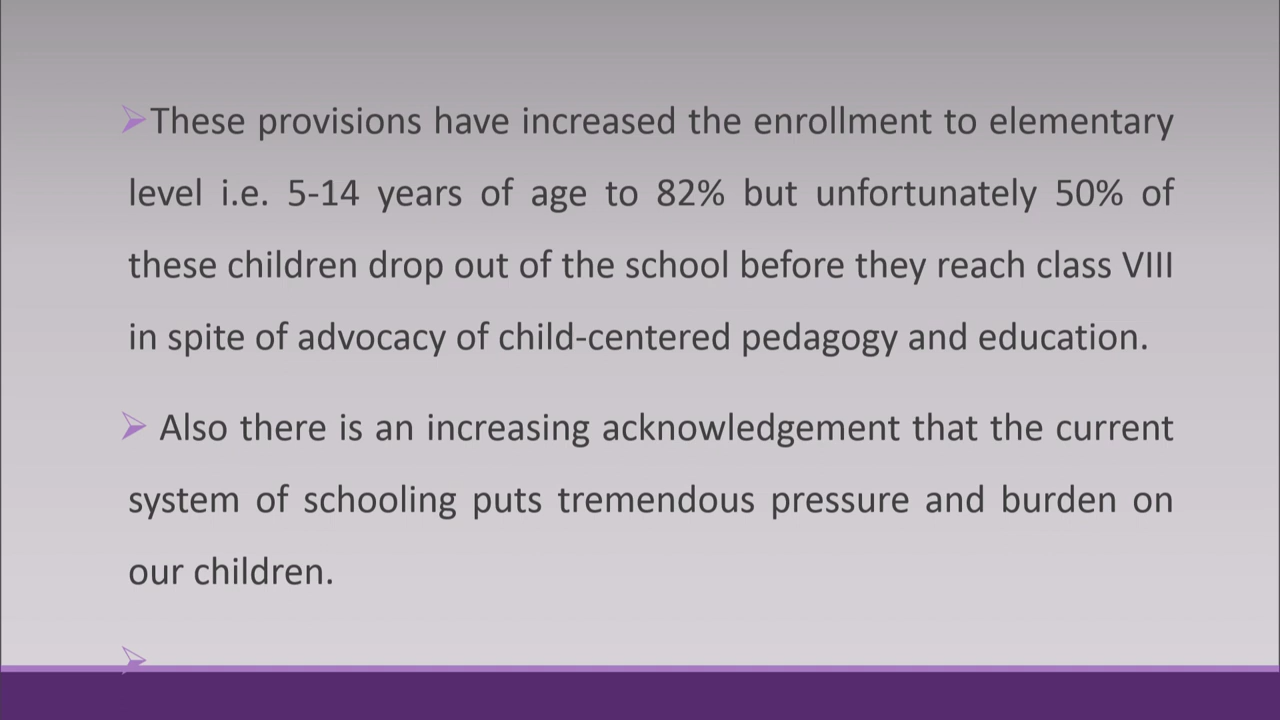 ➢These provisions have increased the enrollment to elementary
level i.e. 5-14 years of age to 82% but unfortunately 50% of
these children drop out of the school before they reach class VIII
in spite of advocacy of child-centered pedagogy and education.
➢ Also there is an increasing acknowledgement that the current
system of schooling puts tremendous pressure and burden on
our children.
➢